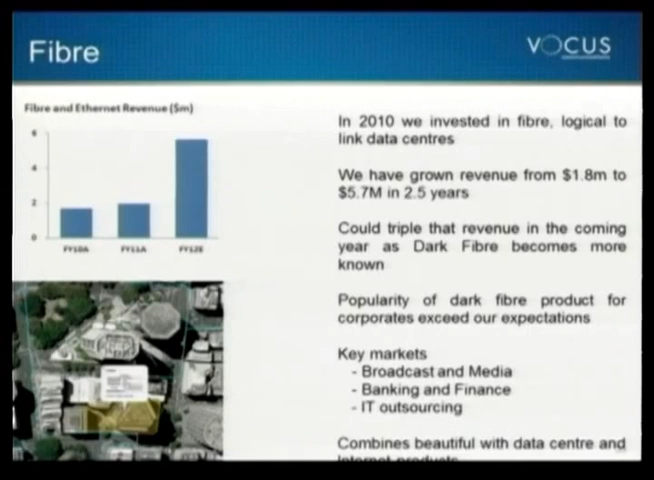 Fibre
VOCUS
Fibre and Ethernet Revenue ($m)
6
4
2
0
FY10A
FY11A
FY12E
In 2010 we invested in fibre, logical to
link data centres
We have grown revenue from $1.8m to
$5.7M in 2.5 years
Could triple that revenue in the coming
year as Dark Fibre becomes more
known
Popularity of dark fibre product for
corporates exceed our expectations
Key markets
- Broadcast and Media
- Banking and Finance
- IT outsourcing
Combines beautiful with data centre and
Internet products